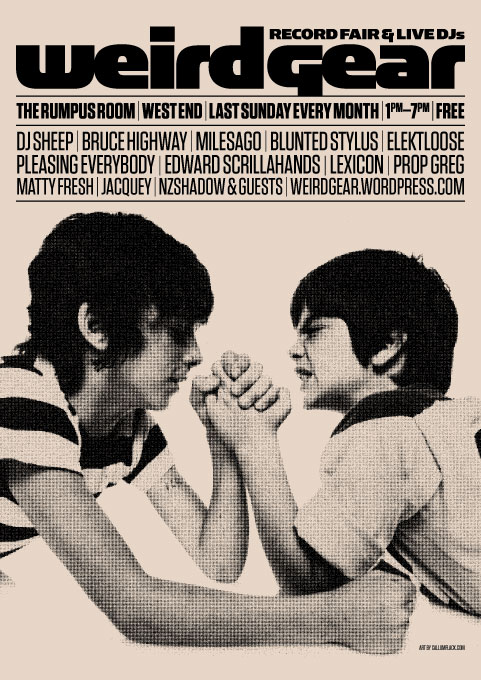 RECORD FAIR & LIVE DJs
weird gear
THE RUMPUS ROOM | WEST END | LAST SUNDAY EVERY MONTH | 1PM–7PM | FREE
DJ SHEEP | BRUCE HIGHWAY | MILESAGO | BLUNTED STYLUS | ELEKTLOOSE
PLEASING EVERYBODY | EDWARD SCRILLAHANDS | LEXICON | PROP GREG
MATTY FRESH | JACQUEY | NZSHADOW & GUESTS | WEIRDGEAR.WORDPRESS.COM
ART BY CALLUMFLACK.COM